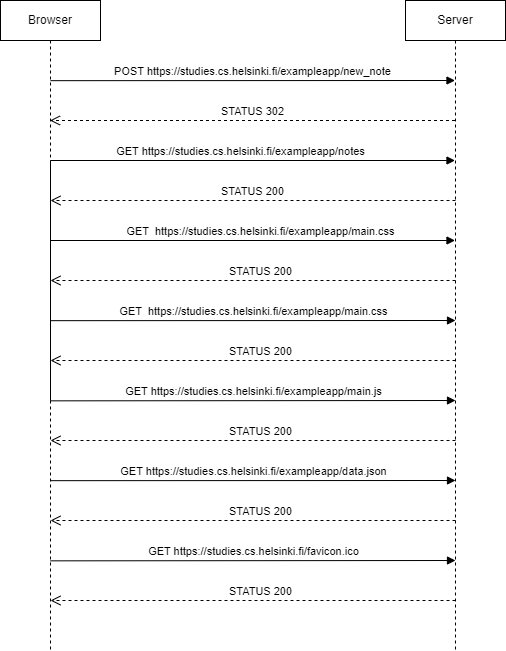 Browser Server
POST https://studies.cs.helsinki.fi/exampleapp/new_note
STATUS 302
GET https://studies.cs.helsinki.fi/exampleapp/notes
STATUS 200
GET  https://studies.cs.helsinki.fi/exampleapp/main.css
STATUS 200
GET  https://studies.cs.helsinki.fi/exampleapp/main.css
STATUS 200
GET https://studies.cs.helsinki.fi/exampleapp/main.js
STATUS 200
GET https://studies.cs.helsinki.fi/exampleapp/data.json
STATUS 200
GET https://studies.cs.helsinki.fi/favicon.ico
STATUS 200